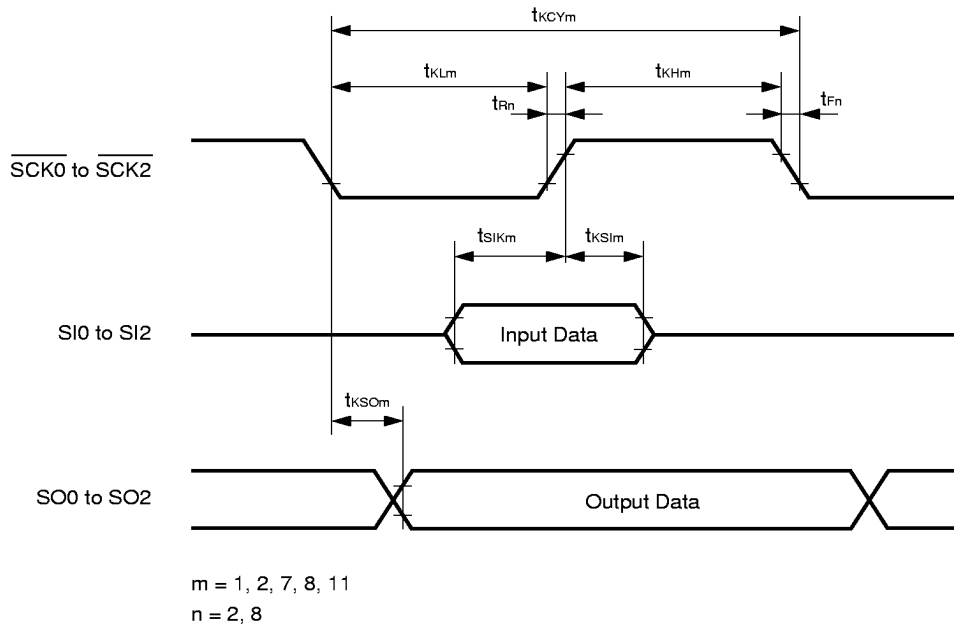 tKCYm
tKLm
tKHm
tRn
tFn
SCK0 to SCK2
tSIKm
tKSIm
SI0 to SI2
Input Data
tKSOm
SO0 to SO2
Output Data
m = 1, 2, 7, 8, 11
n = 2, 8